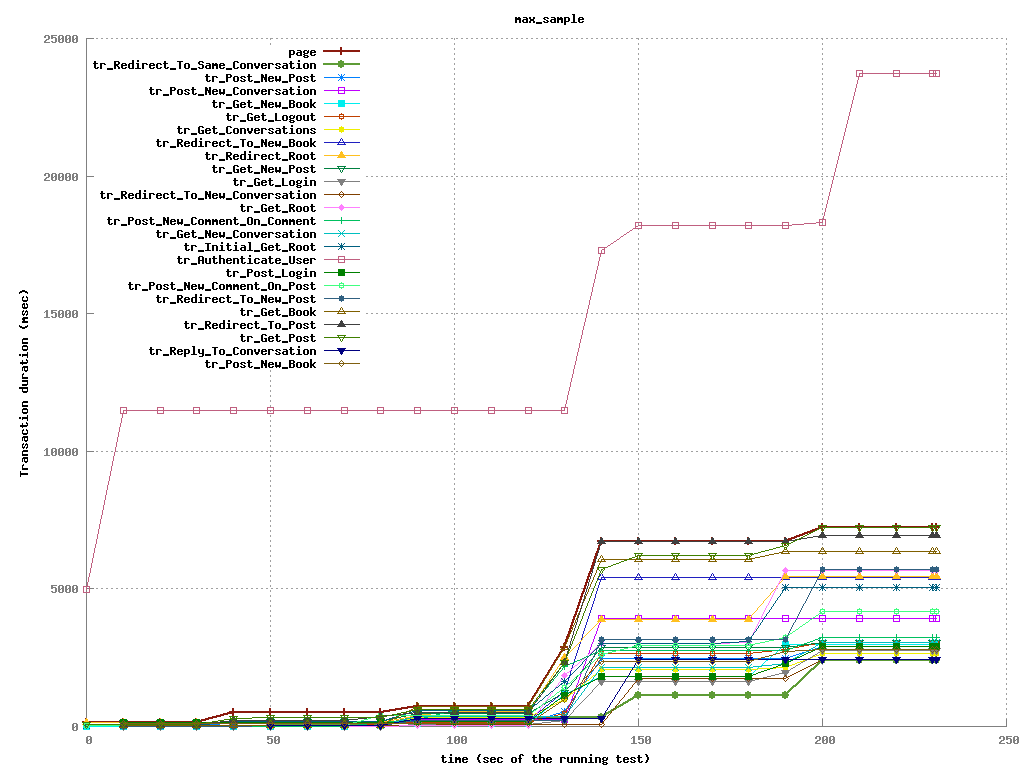 max_sample
25000
20000
15000
10000
5000
0
Transaction duration (msec)
page
tr_Redirect_To_Same_Conversation
tr_Post_New_Post
tr_Post_New_Conversation
tr_Get_New_Book
tr_Get_Logout
tr_Get_Conversations
tr_Redirect_To_New_Book
tr_Redirect_Root
tr_Get_New_Post
tr_Get_Login
tr_Redirect_To_New_Conversation
tr_Get_Root
tr_Post_New_Comment_On_Comment
tr_Get_New_Conversation
tr_Initial_Get_Root
tr_Authenticate_User
tr_Post_Login
tr_Post_New_Comment_On_Post
tr_Redirect_To_New_Post
tr_Get_Book
tr_Redirect_To_Post
tr_Get_Post
tr_Reply_To_Conversation
tr_Post_New_Book
0 50 100 150 200 250
time (sec of the running test)